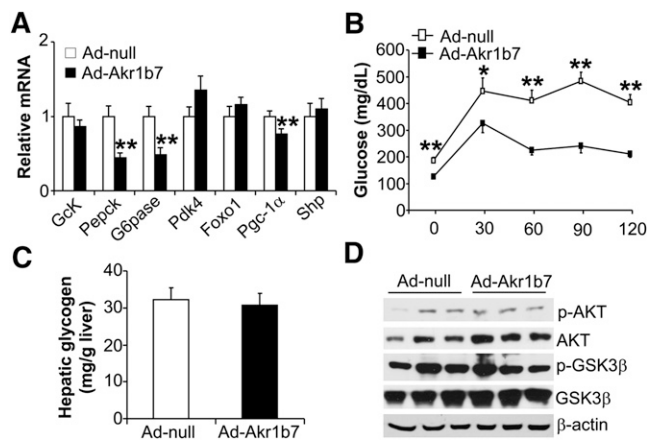 A
Relative mRNA
2
1
0
Ad-null
Ad-Akr1b7
**
**
**
GcK
Pepck
G6pase
Pdk4
Foxo1
Pgc-1α
Shp
B
Ad-null
Ad-Akr1b7
Glucose (mg/dL)
600
500
400
300
200
100
0
**
*
**
**
**
0 30 60 90 120
C
Hepatic glycogen
(mg/g liver)
40
30
20
10
0
Ad-null Ad-Akr1b7
D
Ad-null Ad-Akr1b7
p-AKT
AKT
p-GSK3β
GSK3β
β-actin